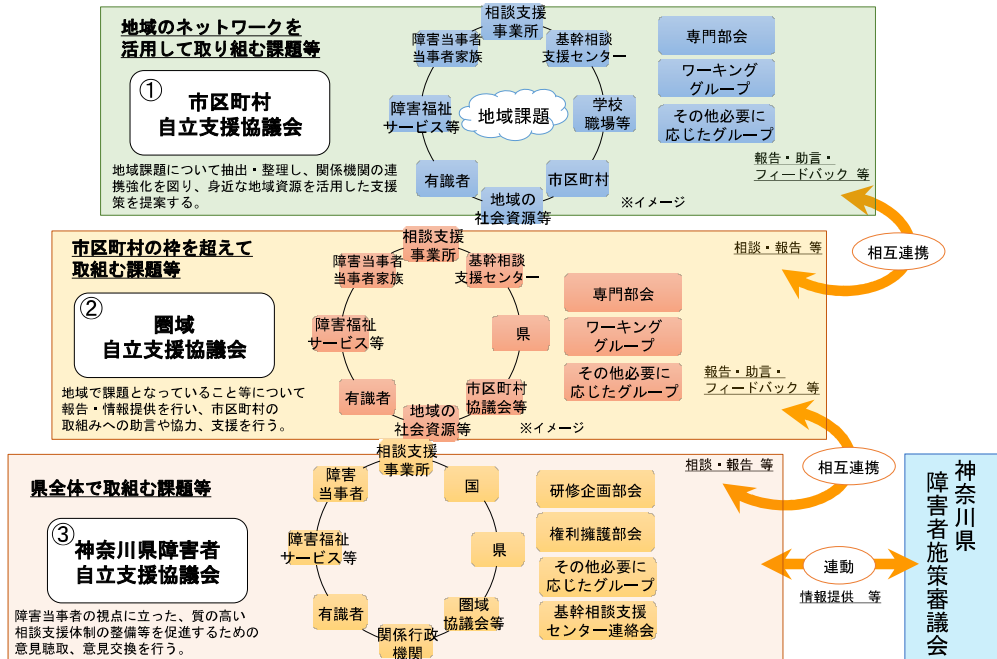 地域のネットワークを
活用して取り組む課題等
①
市区町村
自立支援協議会
地域課題について抽出・整理し、関係機関の連
携強化を図り、身近な地域資源を活用した支援
策を提案する。
相談支援
事業所
障害当事者
当事者家族
基幹相談
支援センター
障害福祉
サービス等
地域課題
学校
職場等
有識者
市区町村
地域の
社会資源等
※イメージ
専門部会
ワーキング
グループ
その他必要に
応じたグループ
報告・助言・
フィードバック 等
相互連携
市区町村の枠を超えて
取組む課題等
②
圏域
自立支援協議会
地域で課題となっていること等について
報告・情報提供を行い、市区町村の
取組みへの助言や協力、支援を行う。
相談支援
事業所
障害当事者
当事者家族
基幹相談
支援センター
障害福祉
サービス等
県
有識者
市区町村
協議会等
地域の
社会資源等
※イメージ
専門部会
ワーキング
グループ
その他必要に
応じたグループ
相談・報告 等
報告・助言・
フィードバック 等
相互連携
県全体で取組む課題等
③
神奈川県障害者
自立支援協議会
障害当事者の視点に立った、質の高い
相談支援体制の整備等を促進するための
意見聴取、意見交換を行う。
相談支援
事業所
障害
当事者
国
障害福祉
サービス等
県
有識者
圏域
協議会等
関係行政
機関
研修企画部会
権利擁護部会
その他必要に
応じたグループ
基幹相談支援
センター連絡会
相談・報告 等
連動
情報提供 等
神奈川県
障害者施策審議会